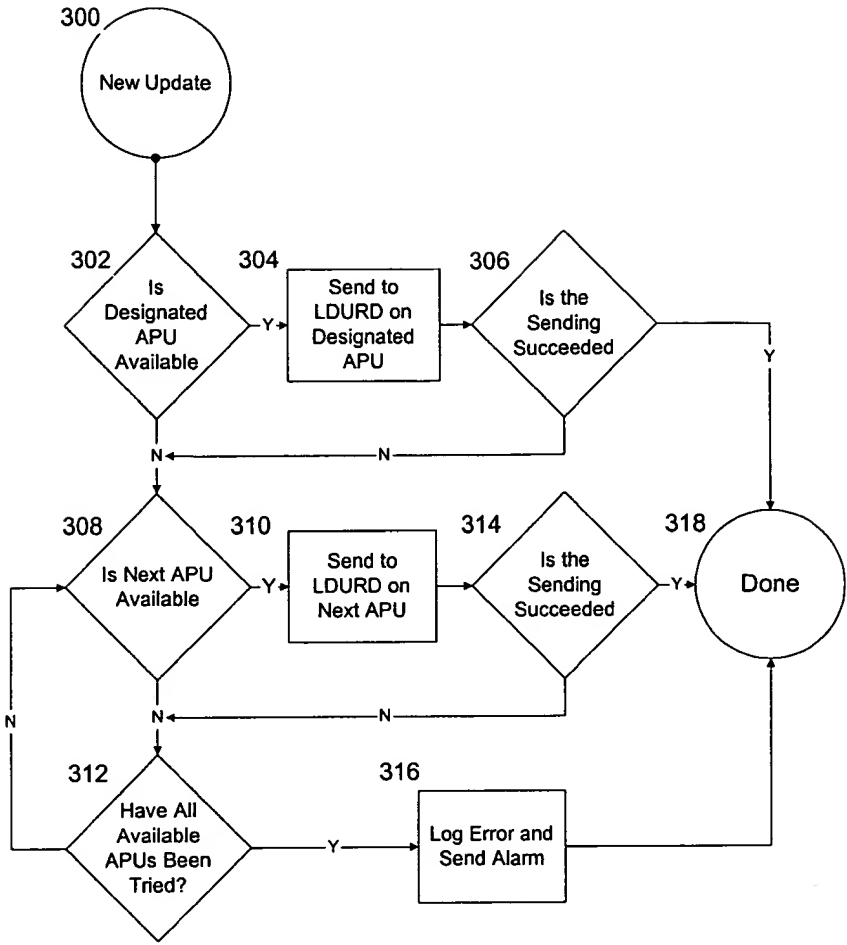 300
New Update
302
Is
Designated
APU
Available
Y
304
Send to
LDURD on
Designated
APU
306
Is the
Sending
Succeeded
Y
N
N
308
Is Next APU
Available
Y
310
Send to
LDURD on
Next APU
314
Is the
Sending
Succeeded
Y
318
Done
N
N
N
312
Have All
Available
APUs Been
Tried?
Y
316
Log Error and
Send Alarm